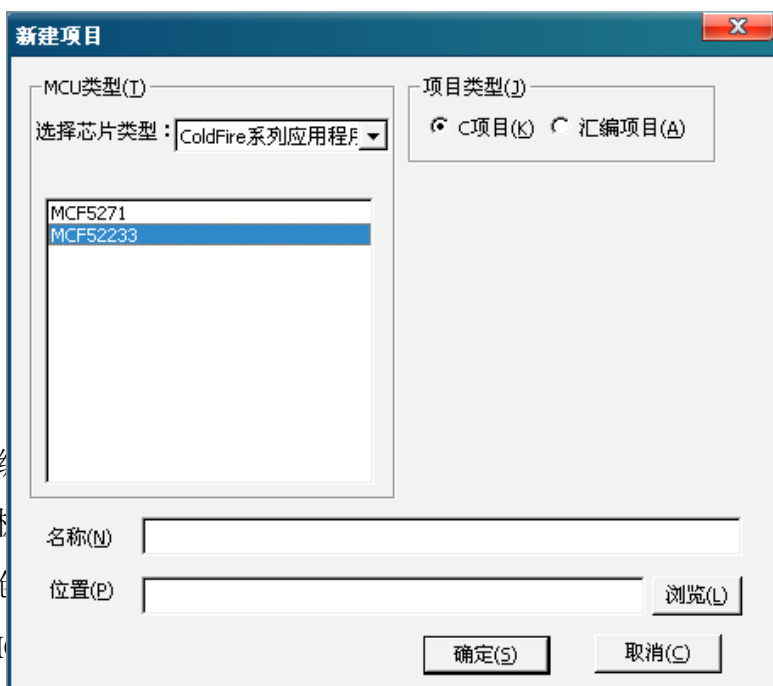 新建项目
MCU类型(T)
选择芯片类型：
ColdFire系列应用程
MCF5271
MCF52233
项目类型(J)
C项目(K)
汇编项目(A)
名称(N)
位置(P)
浏览(L)
确定(S)
取消(C)